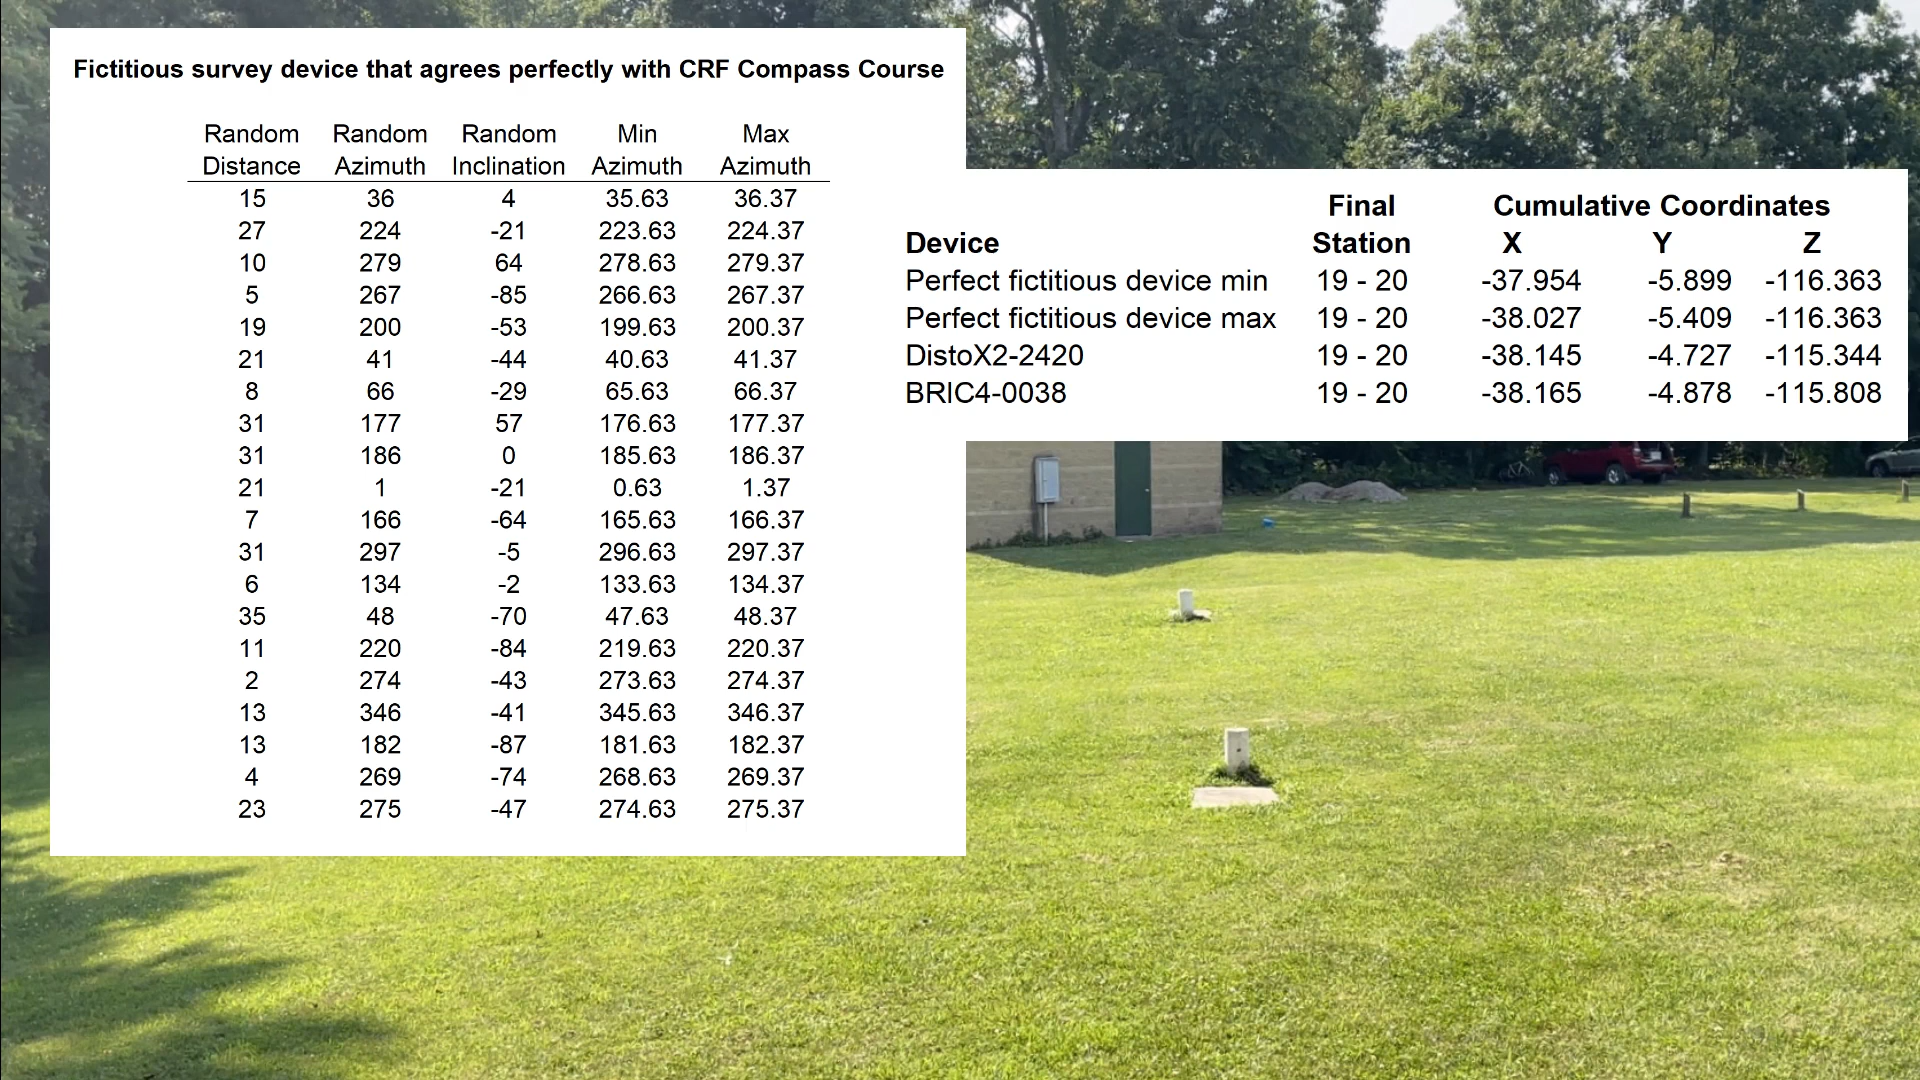 Fictitious survey device that agrees perfectly with CRF Compass Course
Random Random Random Min Max
Distance Azimuth Inclination Azimuth Azimuth
15 36 4 35.63 36.37
27 224 -21 223.63 224.37
10 279 64 278.63 279.37
5 267 -85 266.63 267.37
19 200 -53 199.63 200.37
21 41 -44 40.63 41.37
8 66 -29 65.63 66.37
31 177 57 176.63 177.37
31 186 0 185.63 186.37
21 1 -21 0.63 1.37
7 166 -64 165.63 166.37
31 297 -5 296.63 297.37
6 134 -2 133.63 134.37
35 48 -70 47.63 48.37
11 220 -84 219.63 220.37
2 274 -43 273.63 274.37
13 346 -41 345.63 346.37
13 182 -87 181.63 182.37
4 269 -74 268.63 269.37
23 275 -47 274.63 275.37
Final Cumulative Coordinates
Device Station X Y Z
Perfect fictitious device min 19 - 20 -37.954 -5.899 -116.363
Perfect fictitious device max 19 - 20 -38.027 -5.409 -116.363
DistoX2-2420 19 - 20 -38.145 -4.727 -115.344
BRIC4-0038 19 - 20 -38.165 -4.878 -115.808